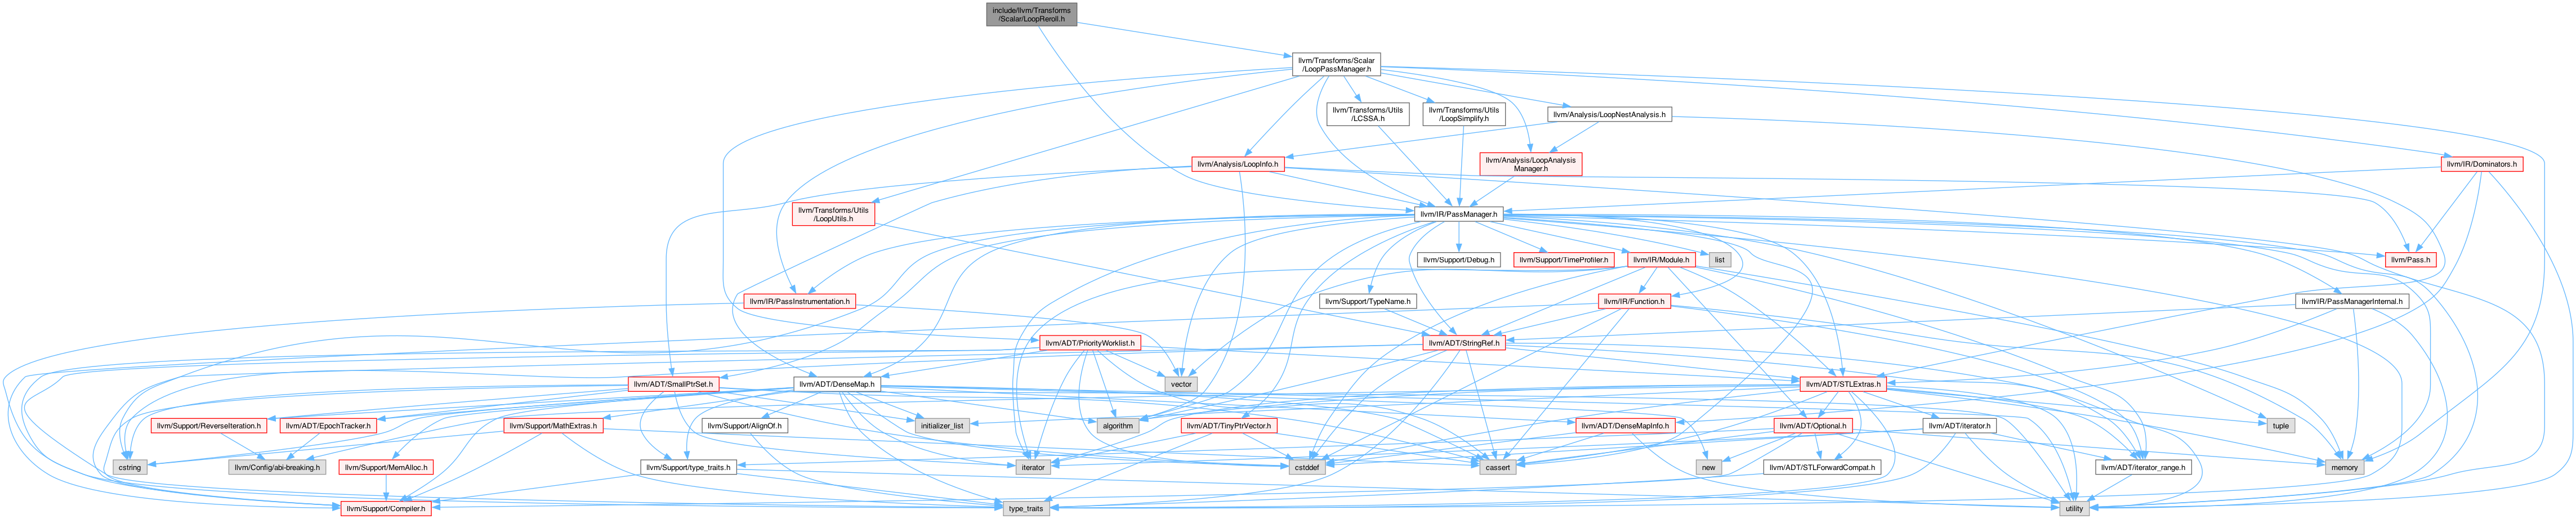 include/llvm/Transforms
/Scalar/LoopReroll.h
llvm/Transforms/Scalar
/LoopPassManager.h
llvm/Transforms/Utils
/LCSSA.h
llvm/Transforms/Utils
/LoopSimplify.h
llvm/Analysis/LoopNestAnalysis.h
llvm/Analysis/LoopInfo.h
llvm/Analysis/LoopAnalysis
Manager.h
llvm/IR/Dominators.h
llvm/Transforms/Utils
/LoopUtils.h
llvm/IR/PassManager.h
llvm/Support/Debug.h
llvm/Support/TimeProfiler.h
llvm/IR/Module.h
list
llvm/Pass.h
llvm/IR/PassInstrumentation.h
llvm/Support/TypeName.h
llvm/IR/Function.h
llvm/IR/PassManagerInternal.h
llvm/ADT/PriorityWorklist.h
llvm/ADT/StringRef.h
llvm/ADT/SmallPtrSet.h
llvm/ADT/DenseMap.h
vector
llvm/ADT/STLExtras.h
llvm/Support/ReverseIteration.h
llvm/ADT/EpochTracker.h
llvm/Support/MathExtras.h
llvm/Support/AlignOf.h
initializer_list
algorithm
llvm/ADT/TinyPtrVector.h
llvm/ADT/DenseMapInfo.h
llvm/ADT/Optional.h
llvm/ADT/iterator.h
tuple
cstring
llvm/Config/abi-breaking.h
llvm/Support/MemAlloc.h
llvm/Support/type_traits.h
iterator
cstddef
cassert
new
llvm/ADT/STLForwardCompat.h
llvm/ADT/iterator_range.h
memory
llvm/Support/Compiler.h
type_traits
utility